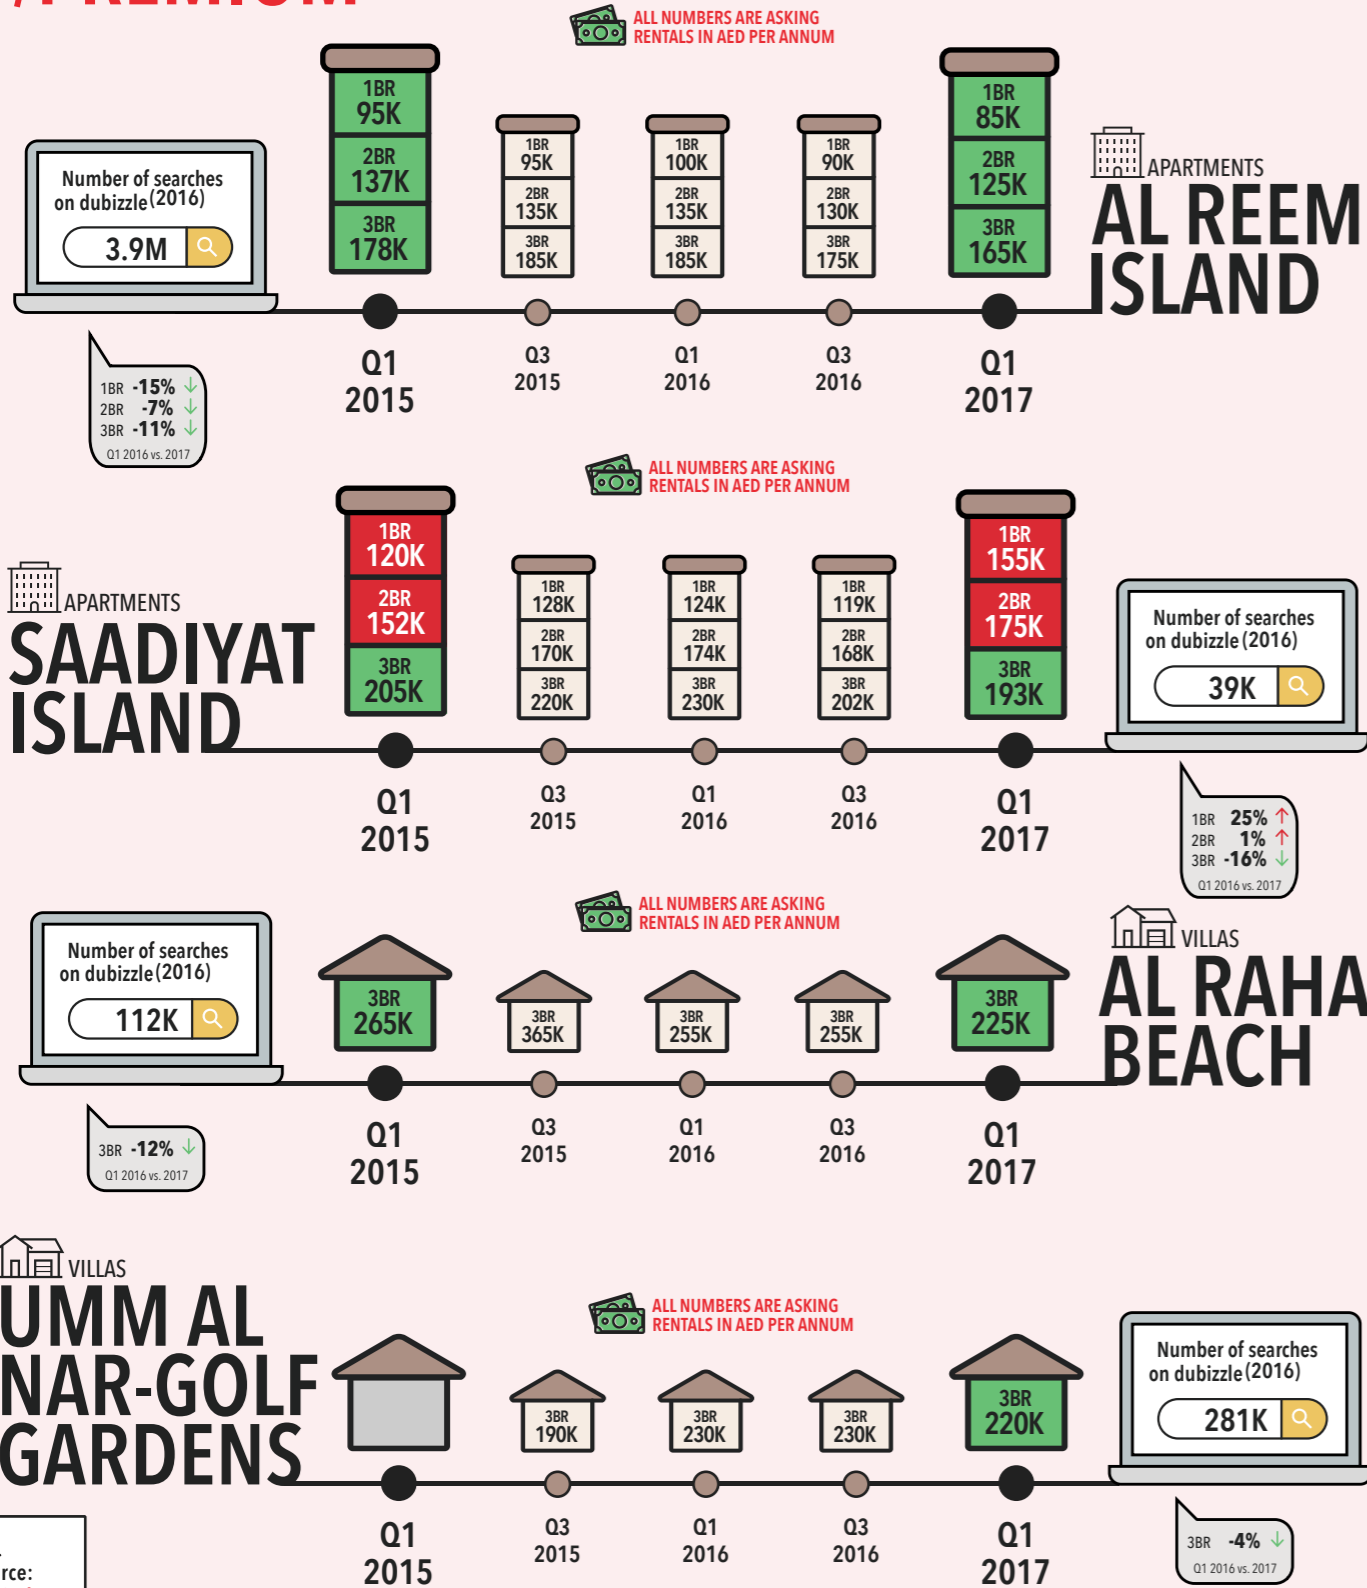 /PREMIUM
ALL NUMBERS ARE ASKING
RENTALS IN AED PER ANNUM
APARTMENTS
AL REEM
ISLAND
Number of searches
on dubizzle (2016)
3.9M
1BR -15%
2BR -7%
3BR -11%
Q1 2016 vs. 2017
1BR
95K
2BR
137K
3BR
178K
Q1
2015
1BR
95K
2BR
135K
3BR
185K
Q3
2015
1BR
100K
2BR
135K
3BR
185K
Q1
2016
1BR
90K
2BR
130K
3BR
175K
Q3
2016
1BR
85K
2BR
125K
3BR
165K
Q1
2017
ALL NUMBERS ARE ASKING
RENTALS IN AED PER ANNUM
APARTMENTS
SAADIYAT
ISLAND
1BR
120K
2BR
152K
3BR
205K
Q1
2015
1BR
128K
2BR
170K
3BR
220K
Q3
2015
1BR
124K
2BR
174K
3BR
230K
Q1
2016
1BR
119K
2BR
168K
3BR
202K
Q3
2016
1BR
155K
2BR
175K
3BR
193K
Q1
2017
Number of searches
on dubizzle (2016)
39K
1BR 25%
2BR 1%
3BR -16%
Q1 2016 vs. 2017
ALL NUMBERS ARE ASKING
RENTALS IN AED PER ANNUM
VILLAS
AL RAHA
BEACH
Number of searches
on dubizzle (2016)
112K
3BR -12%
Q1 2016 vs. 2017
3BR
265K
Q1
2015
3BR
365K
Q3
2015
3BR
255K
Q1
2016
3BR
255K
Q3
2016
3BR
225K
Q1
2017
VILLAS
UMM AL
NAR-GOLF
GARDENS
ALL NUMBERS ARE ASKING
RENTALS IN AED PER ANNUM
Q1
2015
3BR
190K
Q3
2015
3BR
230K
Q1
2016
3BR
230K
Q3
2016
3BR
220K
Q1
2017
Number of searches
on dubizzle (2016)
281K
3BR -4%
Q1 2016 vs. 2017
rce: